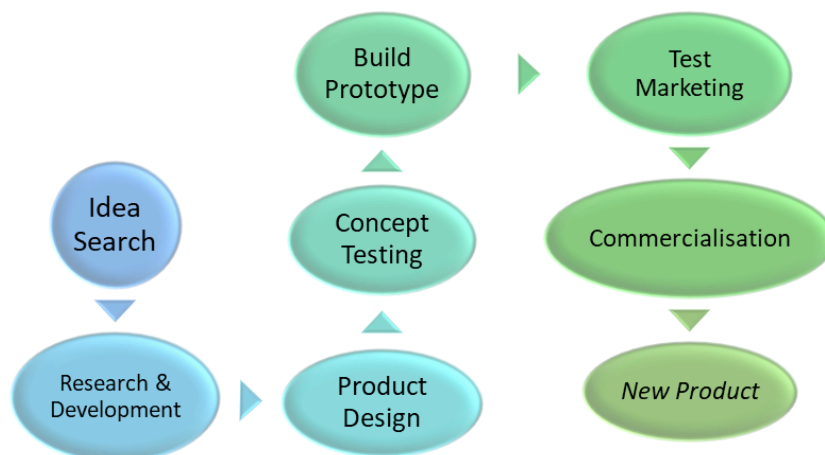 Idea
Search
Research &
Development
Product
Design
Concept
Testing
Build
Prototype
Test
Marketing
Commercialisation
New Product